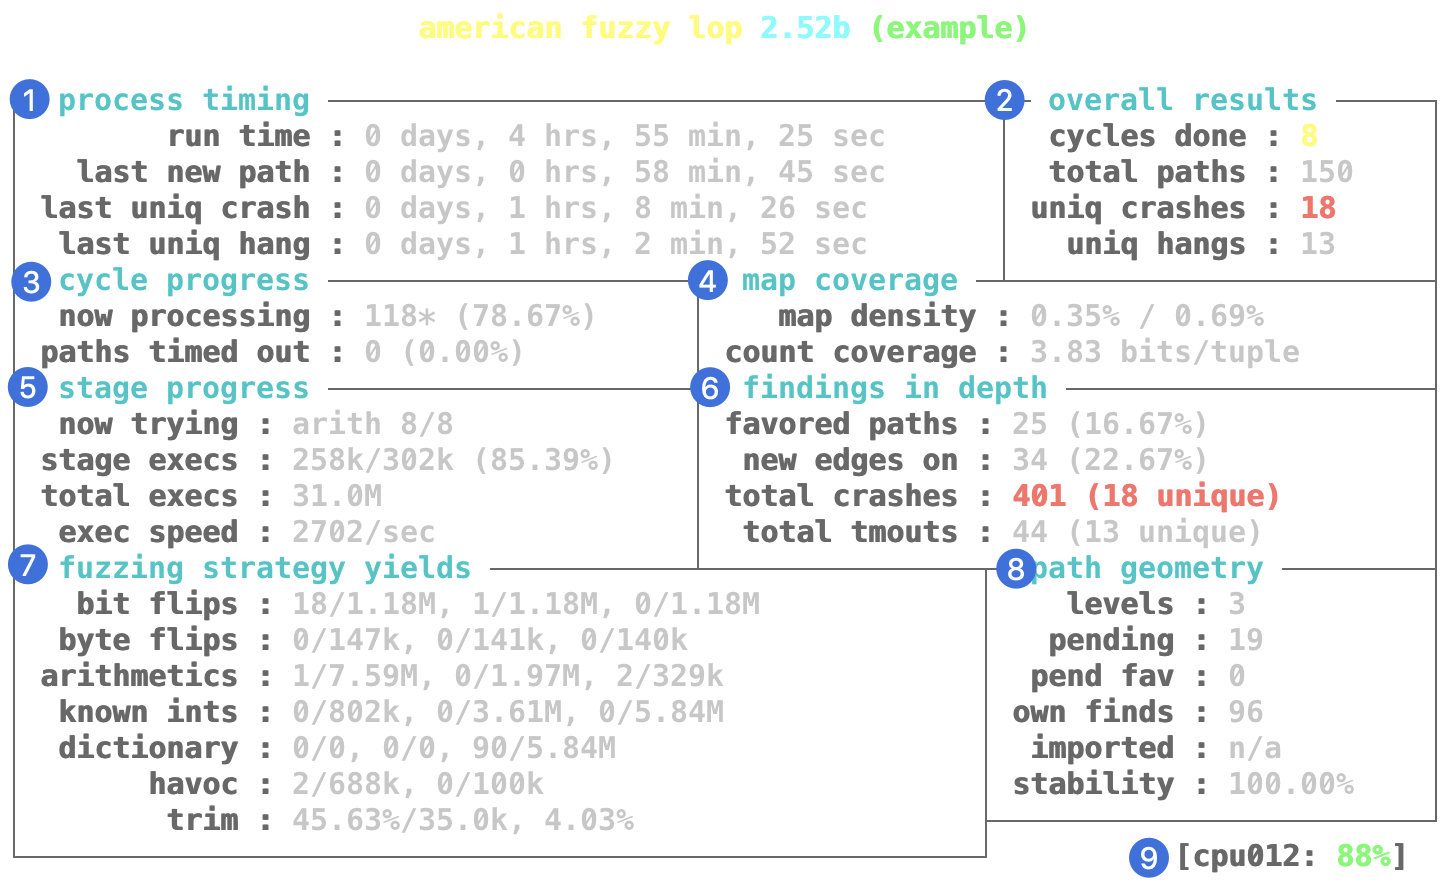 american fuzzy lop 2.52b (example)
1 process timing
run time : 0 days, 4 hrs, 55 min, 25 sec
last new path : 0 days, 0 hrs, 58 min, 45 sec
last uniq crash : 0 days, 1 hrs, 8 min, 26 sec
last uniq hang : 0 days, 1 hrs, 2 min, 52 sec
2 overall results
cycles done : 8
total paths : 150
uniq crashes : 18
uniq hangs : 13
3 cycle progress
now processing : 118* (78.67%)
paths timed out : 0 (0.00%)
4 map coverage
map density : 0.35% / 0.69%
count coverage : 3.83 bits/tuple
5 stage progress
now trying : arith 8/8
stage execs : 258k/302k (85.39%)
total execs : 31.0M
exec speed : 2702/sec
6 findings in depth
favored paths : 25 (16.67%)
new edges on : 34 (22.67%)
total crashes : 401 (18 unique)
total tmouts : 44 (13 unique)
7 fuzzing strategy yields
bit flips : 18/1.18M, 1/1.18M, 0/1.18M
byte flips : 0/147k, 0/141k, 0/140k
arithmetics : 1/7.59M, 0/1.97M, 2/329k
known ints : 0/802k, 0/3.61M, 0/5.84M
dictionary : 0/0, 0/0, 90/5.84M
havoc : 2/688k, 0/100k
trim : 45.63%/35.0k, 4.03%
8 path geometry
levels : 3
pending : 19
pend fav : 0
own finds : 96
imported : n/a
stability : 100.00%
9 [cpu012: 88%]